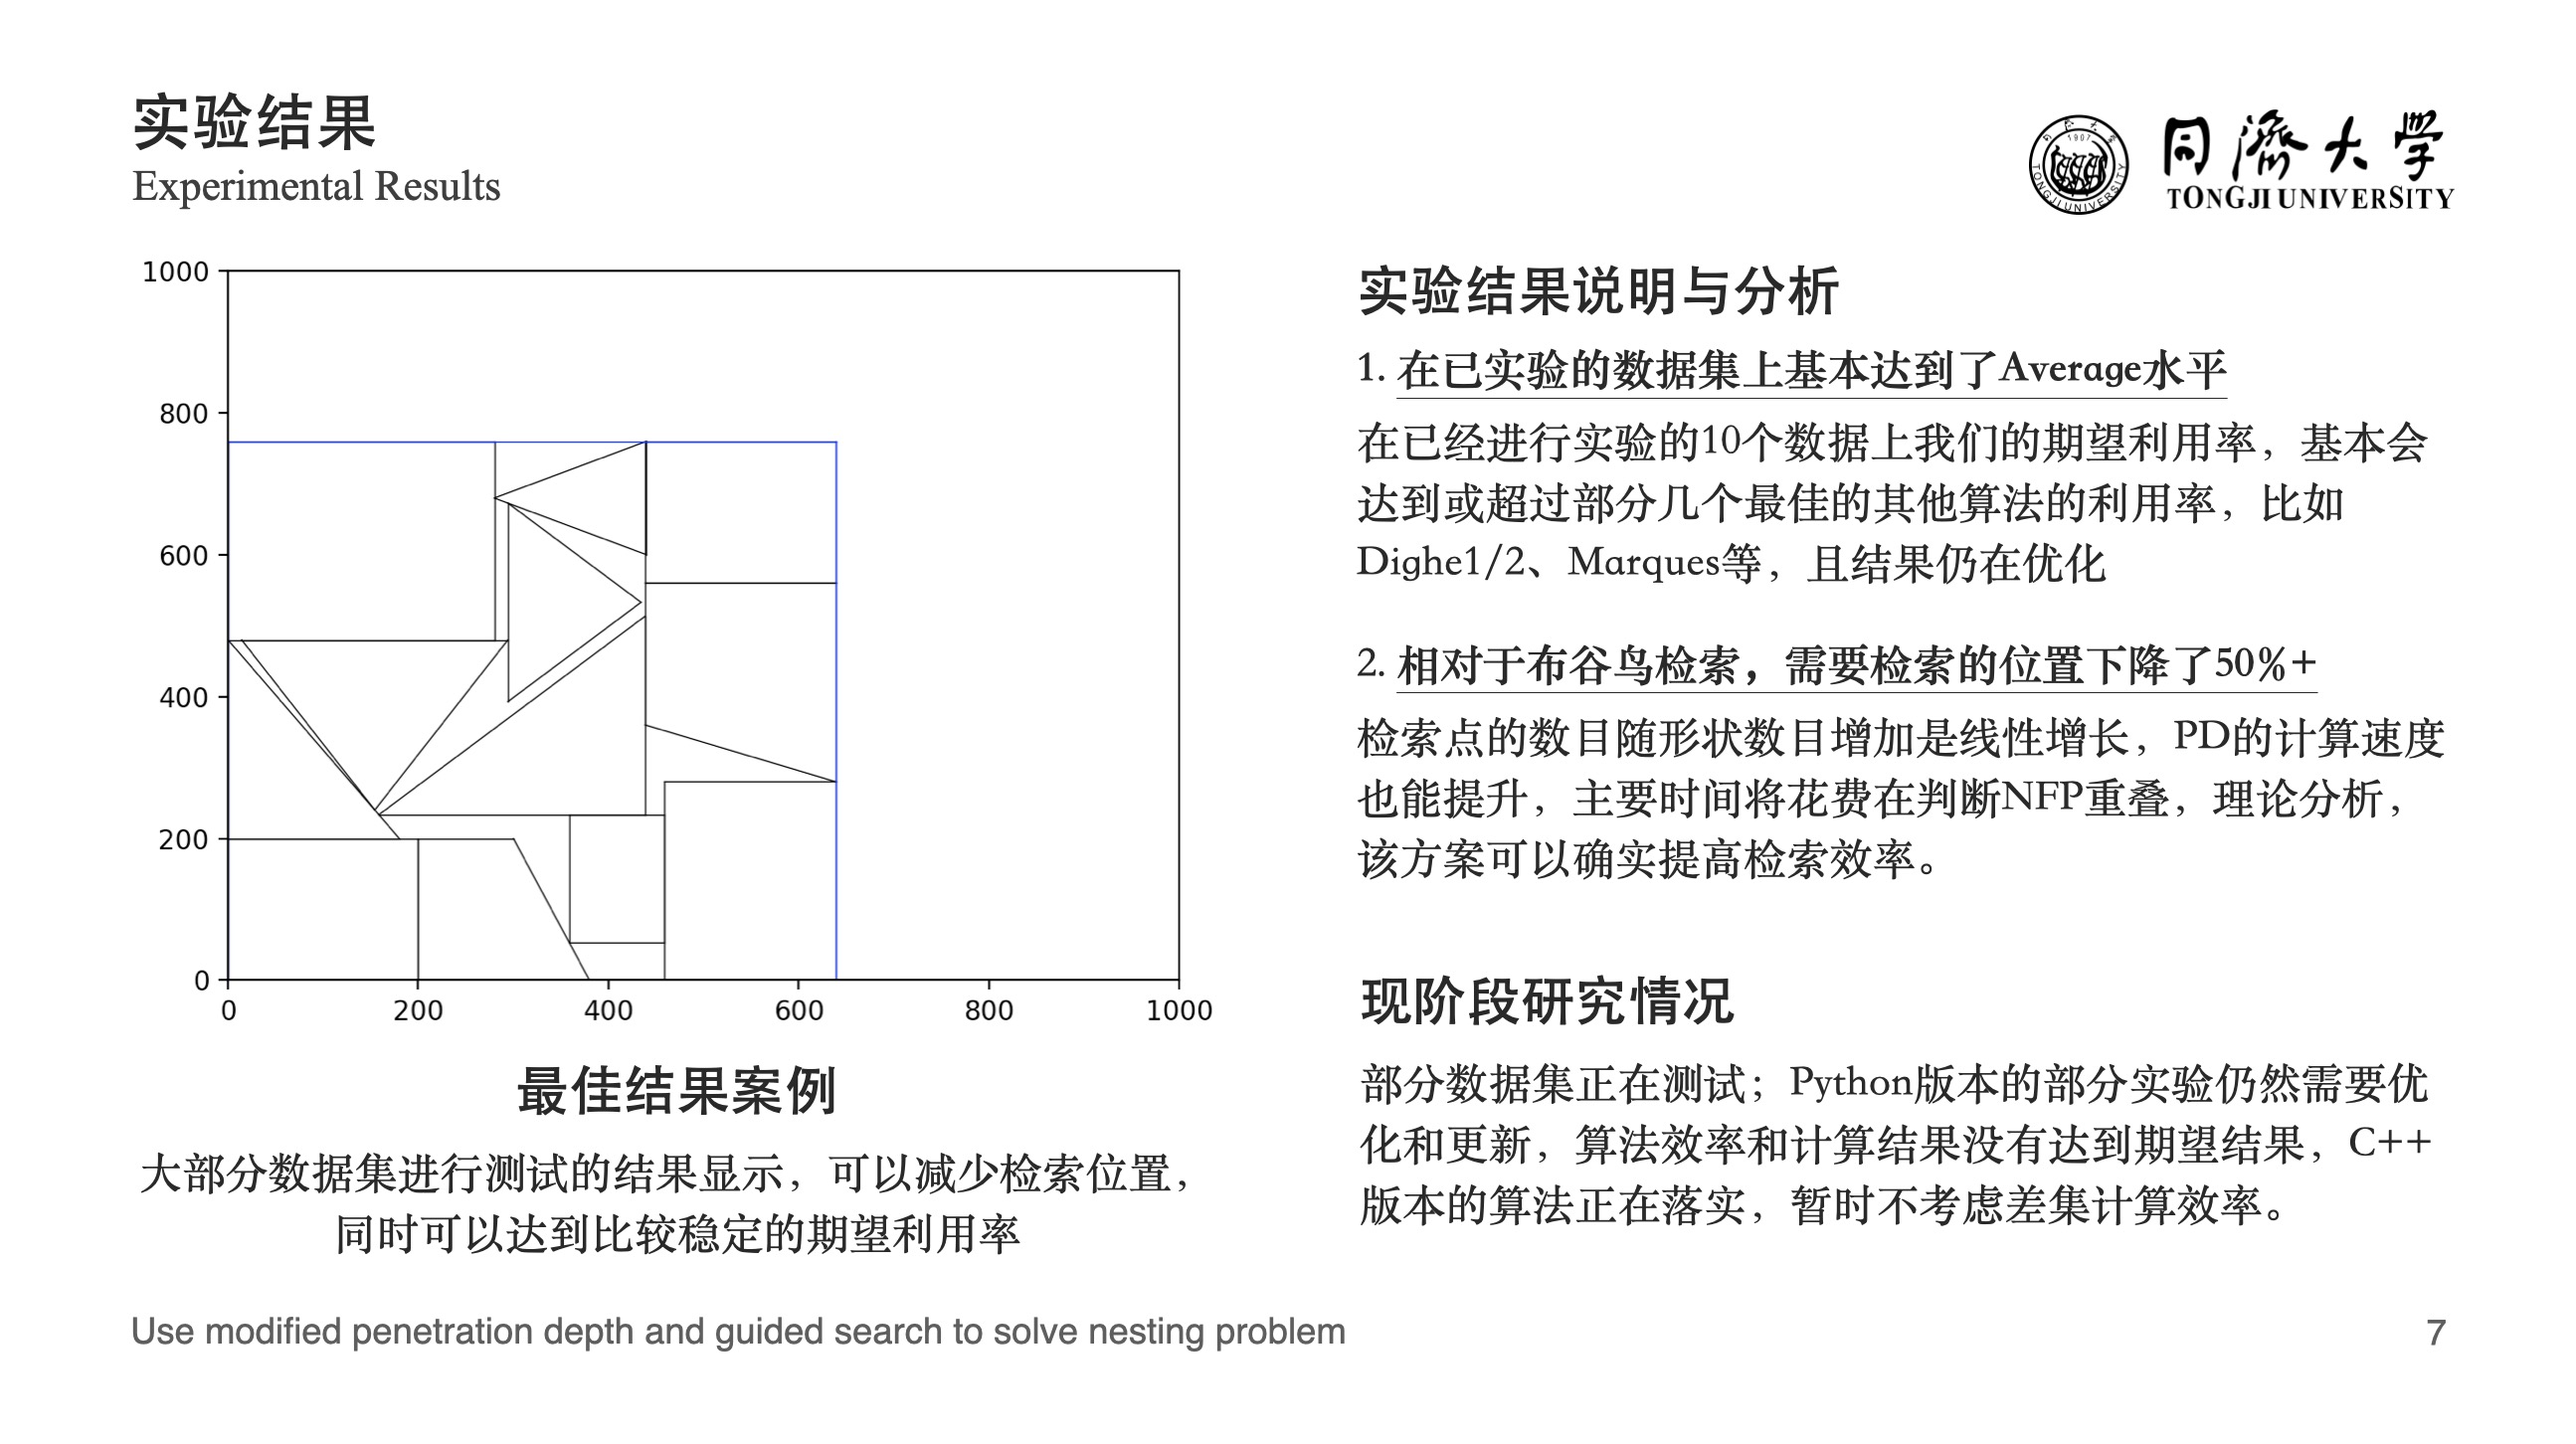 实验结果
Experimental Results
1907
TONGJI UNIVERSITY
同濟大学
TONGJI UNIVERSITY
1000
800
600
400
200
0
0 200 400 600 800 1000
最佳结果案例
大部分数据集进行测试的结果显示，可以减少检索位置，
同时可以达到比较稳定的期望利用率
实验结果说明与分析
1. 在已实验的数据集上基本达到了Average水平
在已经进行实验的10个数据上我们的期望利用率，基本会
达到或超过部分几个最佳的其他算法的利用率，比如
Dighe1/2、Marques等，且结果仍在优化
2. 相对于布谷鸟检索，需要检索的位置下降了50%+
检索点的数目随形状数目增加是线性增长，PD的计算速度
也能提升，主要时间将花费在判断NFP重叠，理论分析，
该方案可以确实提高检索效率。
现阶段研究情况
部分数据集正在测试；Python版本的部分实验仍然需要优
化和更新，算法效率和计算结果没有达到期望结果，C++
版本的算法正在落实，暂时不考虑差集计算效率。
Use modified penetration depth and guided search to solve nesting problem
7